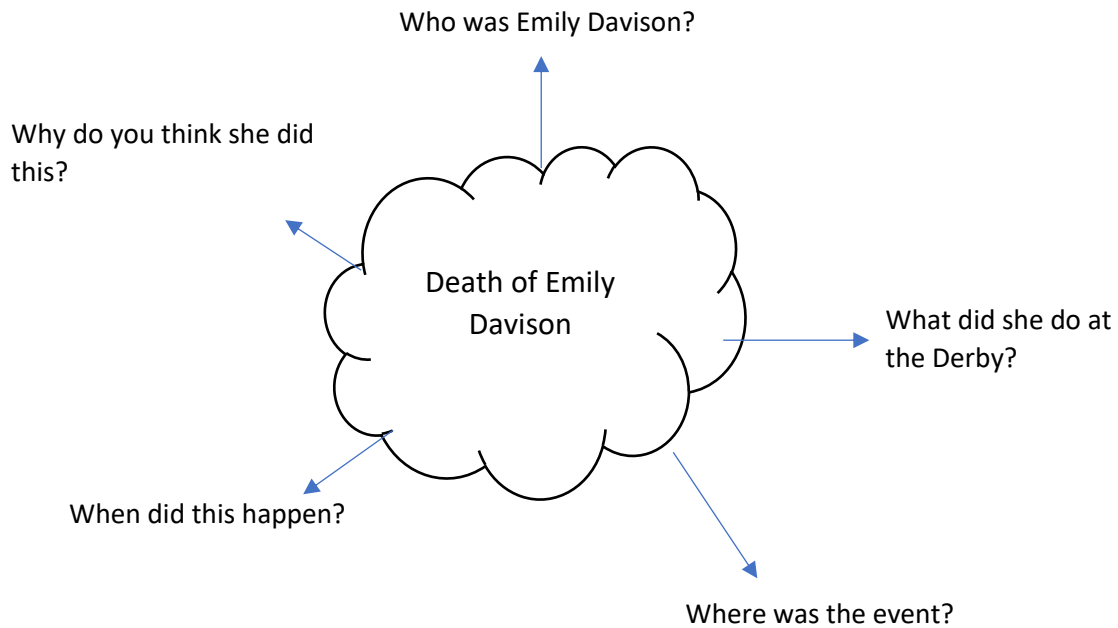 Who was Emily Davison?
Why do you think she did
this?
Death of Emily
Davison
What did she do at
the Derby?
When did this happen?
Where was the event?